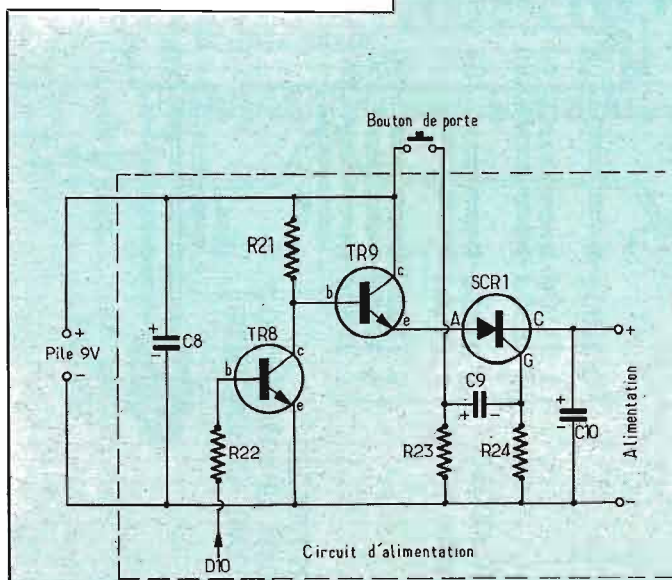 Bouton de porte
R21
TR9
c
b
e
SCR1
A
C
G
+
Pile 9V
-
+
-
C8
TR8
c
b
e
R22
D10
C9
+
-
R23
R24
+
-
C10
+
Alimentation
-
Circuit d'alimentation